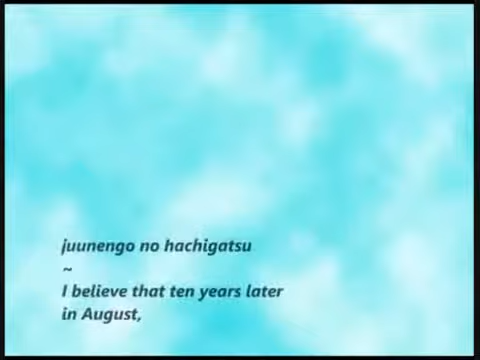 juunengo no hachigatsu
~
I believe that ten years later
in August,